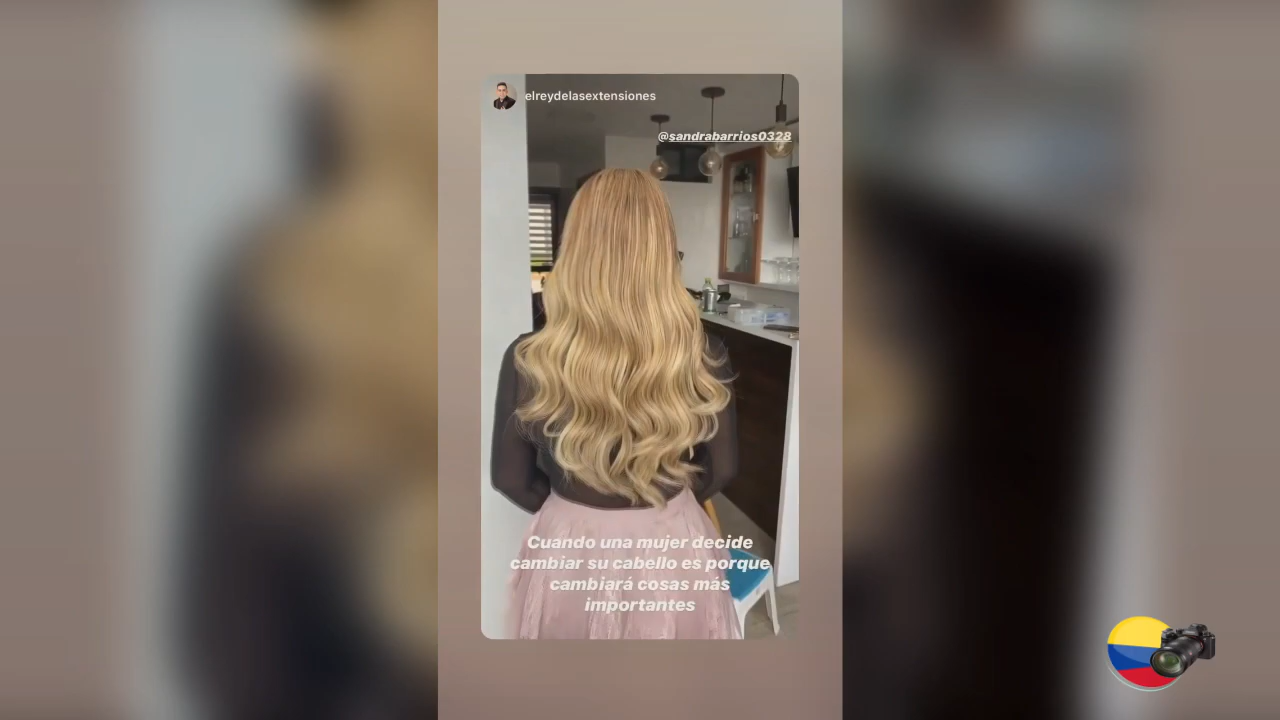 elreydelasextensiones
@sandrabarrios0328
Cuando una mujer decide
cambiar su cabello es porque
cambiará cosas más
importantes